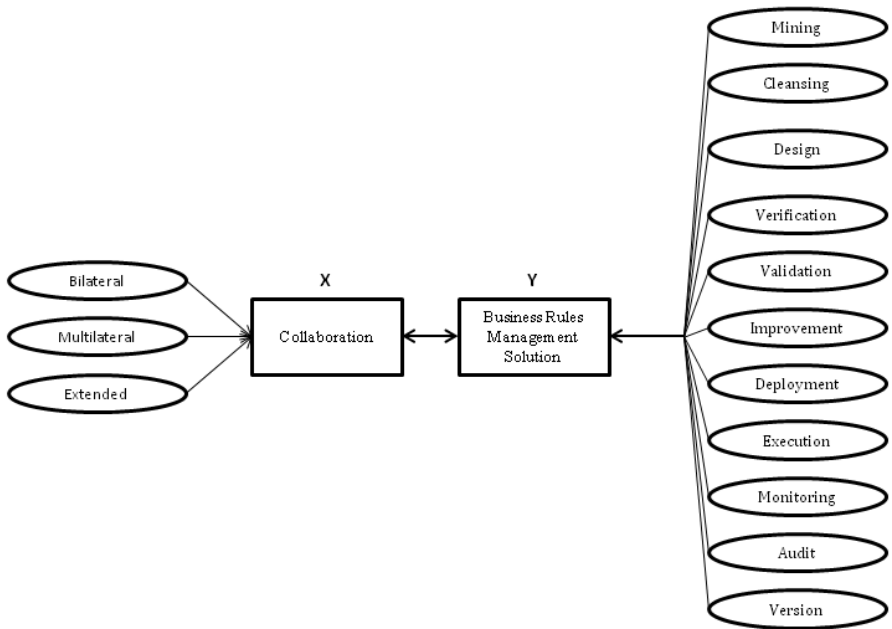 Mining
Cleansing
Design
Verification
Validation
Improvement
Deployment
Execution
Monitoring
Audit
Version
X
Y
Bilateral
Multilateral
Extended
Collaboration
Business Rules
Management
Solution